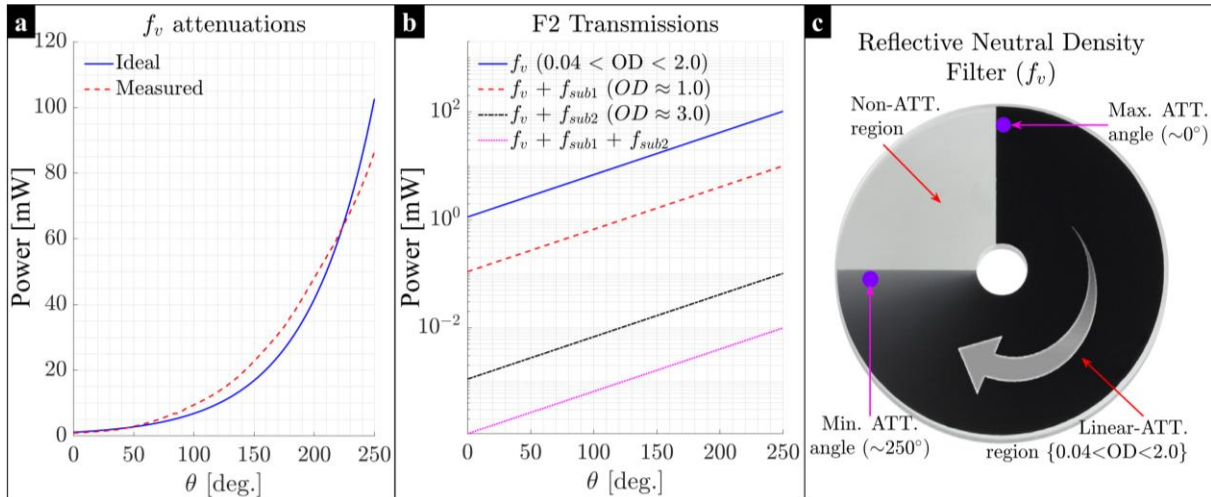 a
f_v attenuations
120
100
80
60
40
20
0
Power [mW]
Ideal
Measured
0 50 100 150 200 250
θ [deg.]
b
F2 Transmissions
f_v (0.04 < OD < 2.0)
f_v + f_sub1 (OD ≈ 1.0)
f_v + f_sub2 (OD ≈ 3.0)
f_v + f_sub1 + f_sub2
10^2
10^0
10^-2
Power [mW]
0 50 100 150 200 250
θ [deg.]
c
Reflective Neutral Density
Filter (f_v)
Non-ATT.
region
Max. ATT.
angle (~0°)
Min. ATT.
angle (~250°)
Linear-ATT.
region {0.04<OD<2.0}